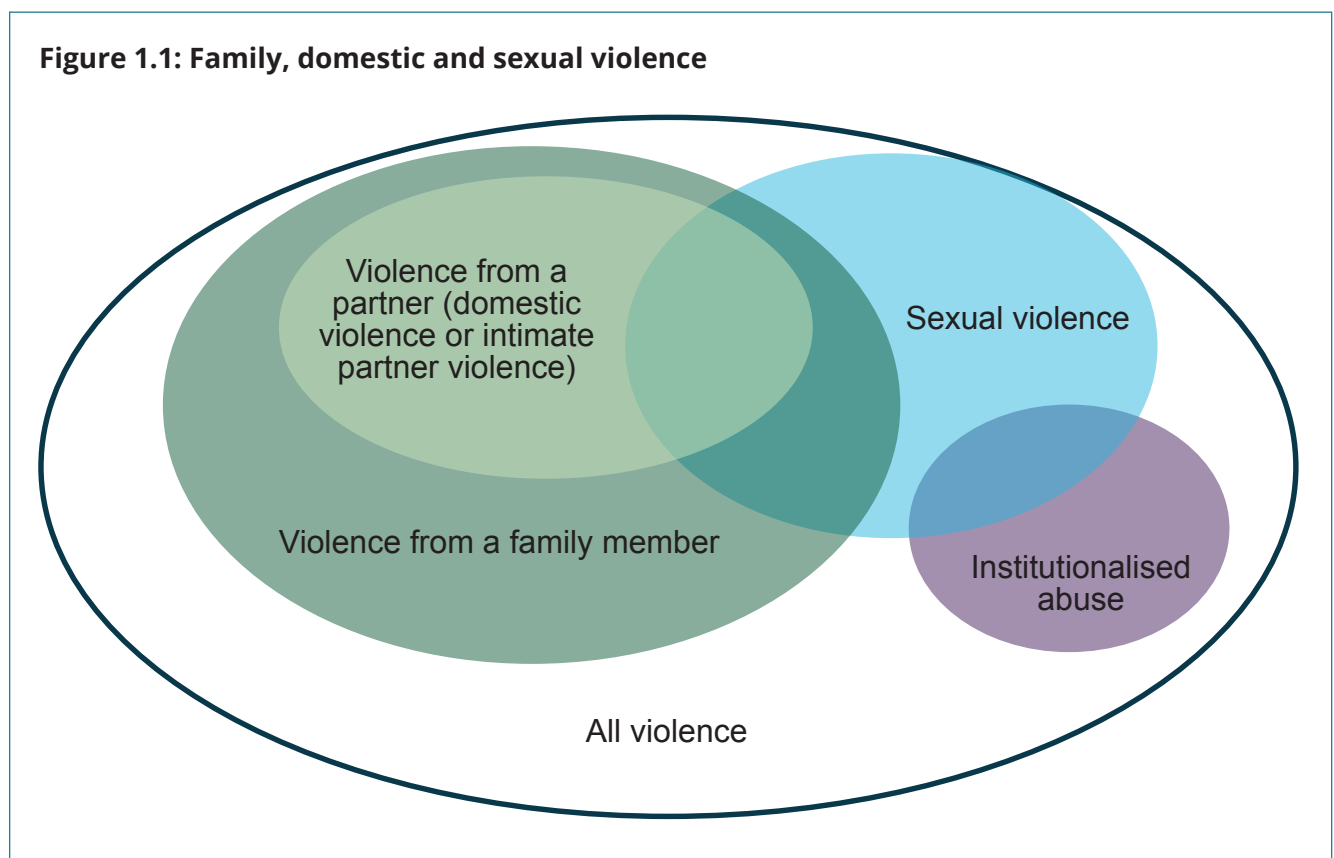 Figure 1.1: Family, domestic and sexual violence
Violence from a
partner (domestic
violence or intimate
partner violence)
Sexual violence
Violence from a family member
Institutionalised
abuse
All violence